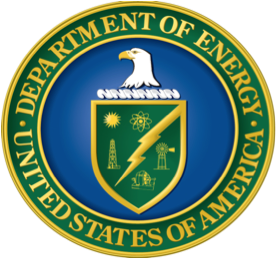 DEPARTMENT OF ENERGY
UNITED STATES OF AMERICA